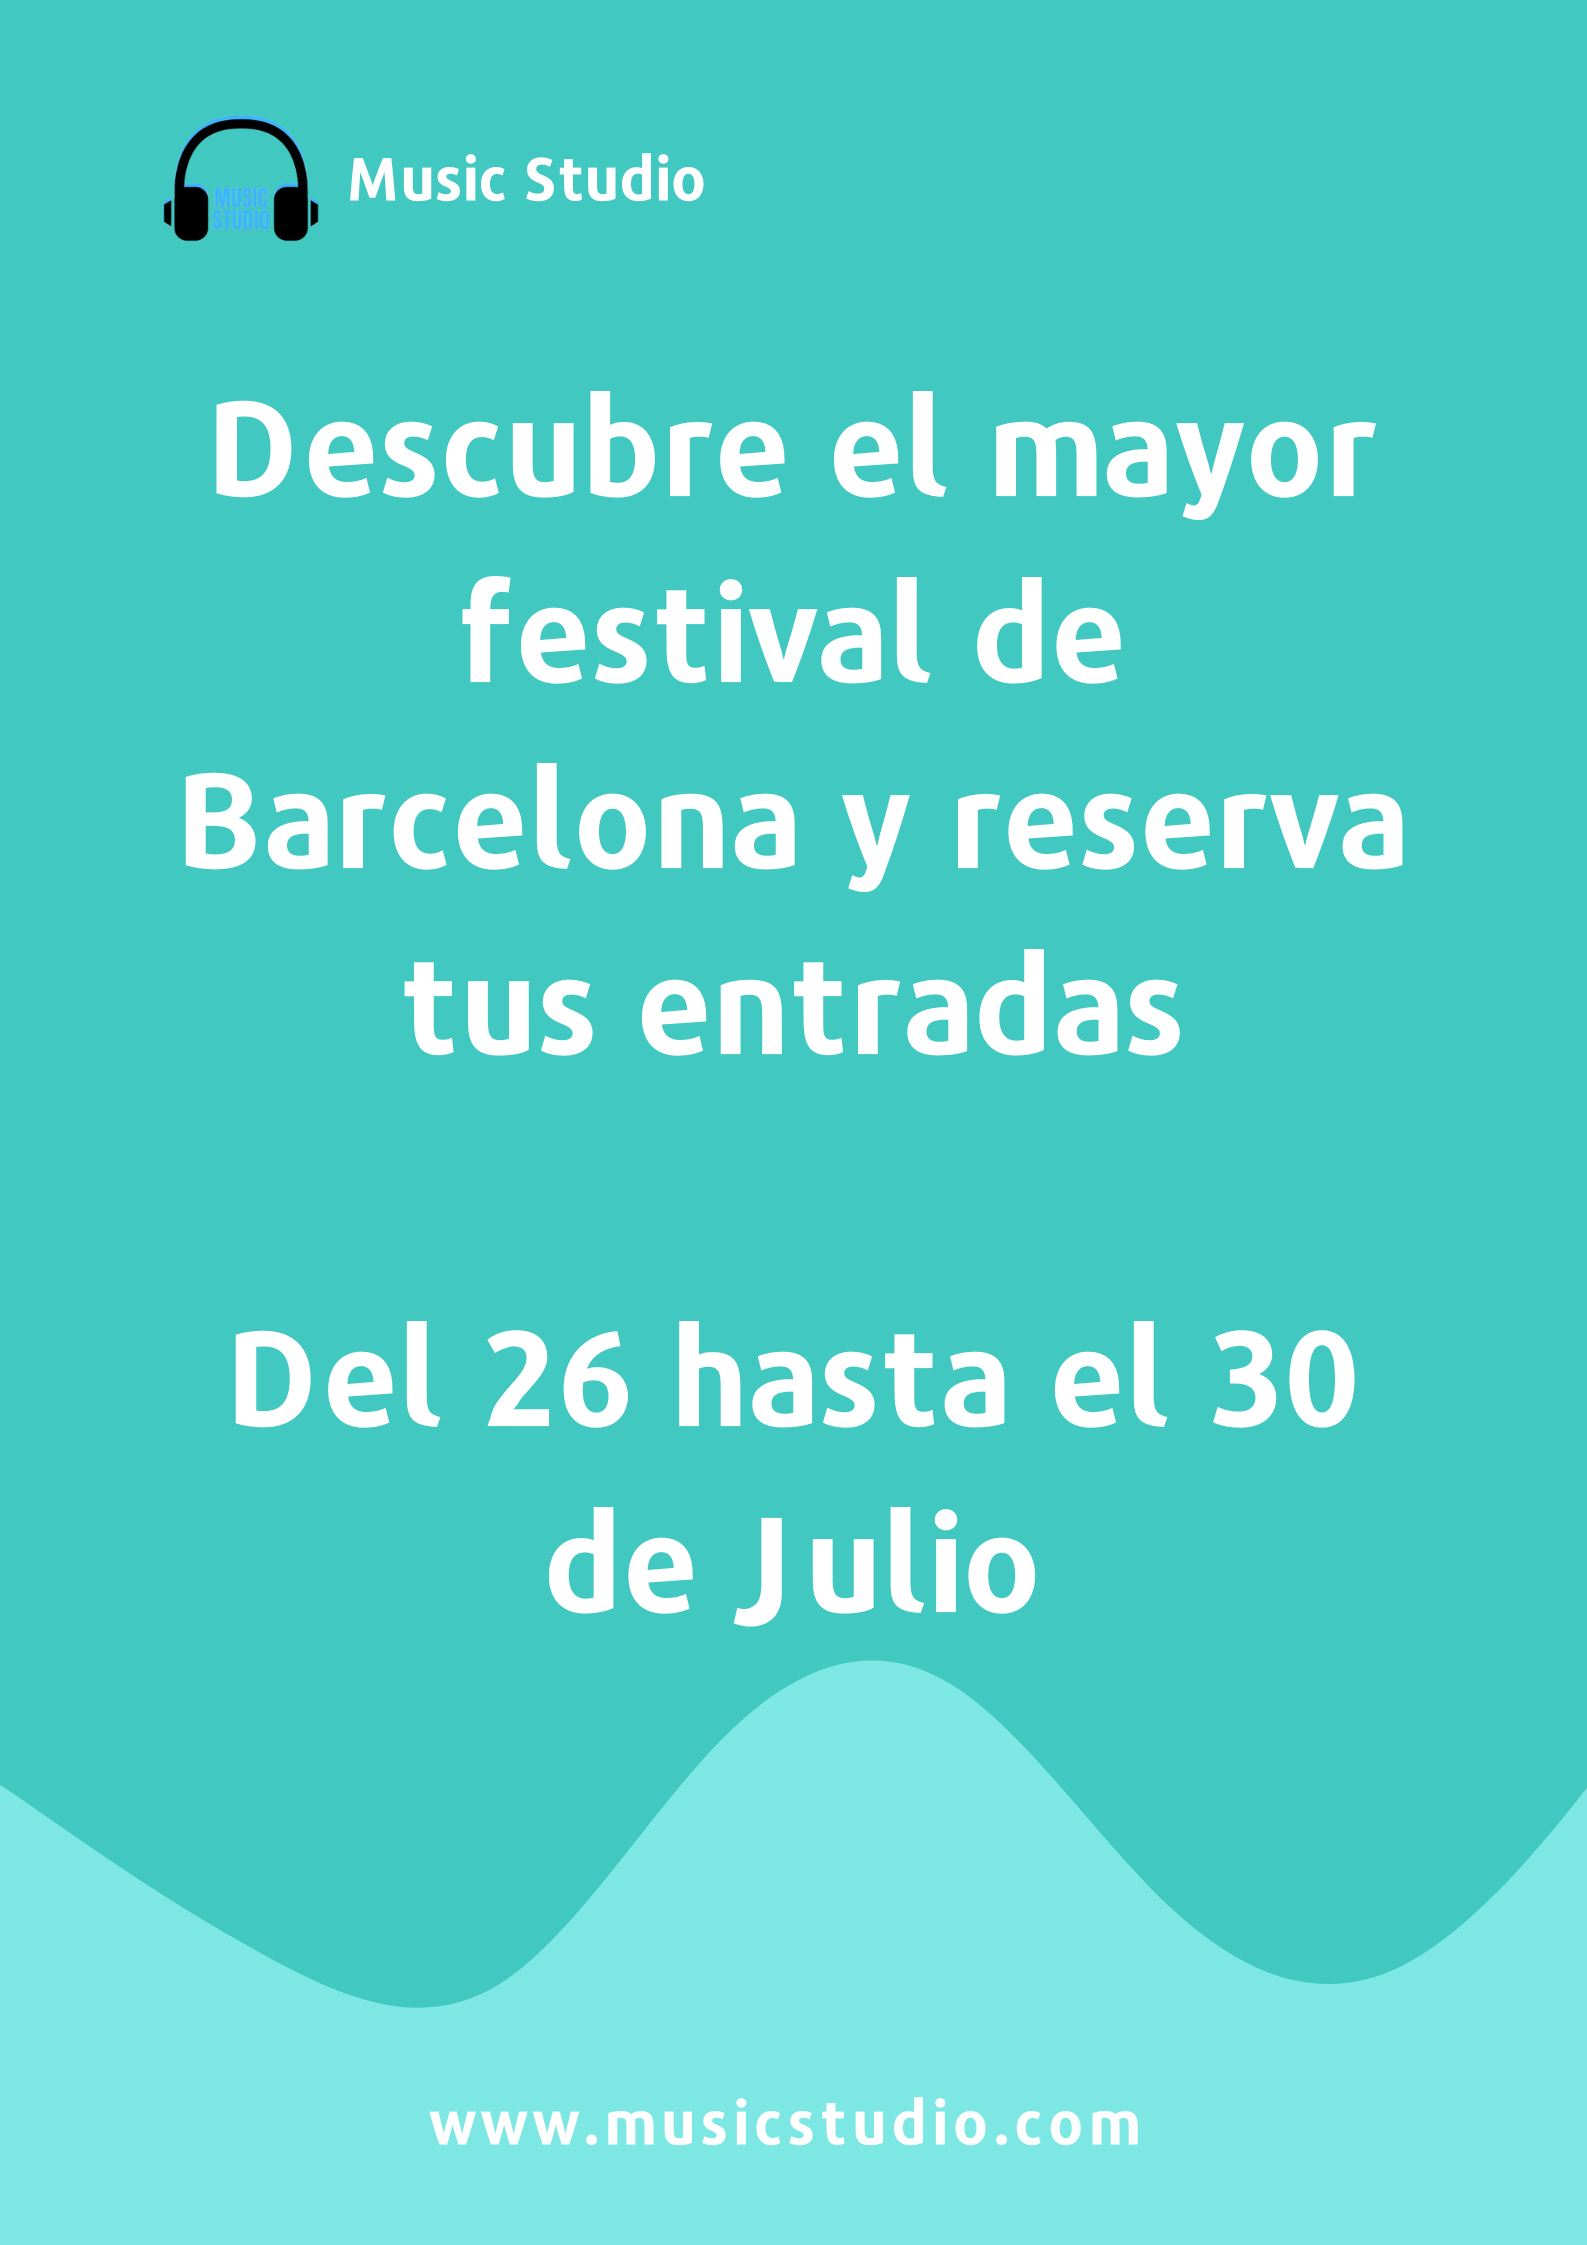 MUSIC
STUDIO
Music Studio
Descubre el mayor
festival de
Barcelona y reserva
tus entradas
Del 26 hasta el 30
de Julio
www.musicstudio.com